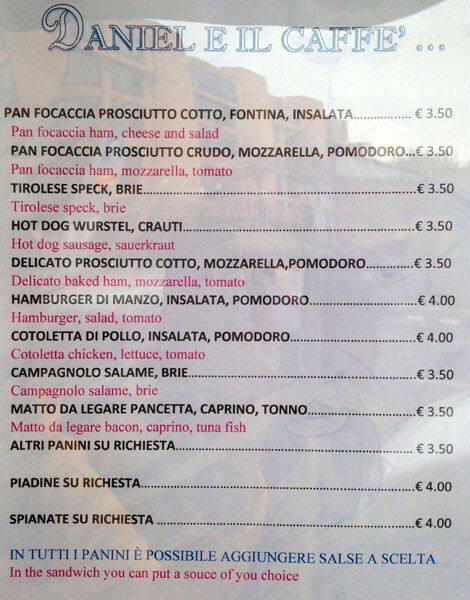 DANIEL E IL CAFFE' ...
PAN FOCACCIA PROSCIUTTO COTTO, FONTINA, INSALATA................. € 3.50
Pan focaccia ham, cheese and salad
PAN FOCACCIA PROSCIUTTO CRUDO, MOZZARELLA, POMODORO...€ 3.50
Pan focaccia ham, mozzarella, tomato
TIROLESE SPECK, BRIE........................................................................€ 3.50
Tirolese speck, brie
HOT DOG WURSTEL, CRAUTI...............................................................€ 3.50
Hot dog sausage, sauerkraut
DELICATO PROSCIUTTO COTTO, MOZZARELLA,POMODORO..............€ 3.50
Delicato baked ham, mozzarella, tomato
HAMBURGER DI MANZO, INSALATA, POMODORO............................€ 4.00
Hamburger, salad, tomato
COTOLETTA DI POLLO, INSALATA, POMODORO................................€ 4.00
Cotoletta chicken, lettuce, tomato
CAMPAGNOLO SALAME, BRIE............................................................€ 3.50
Campagnolo salame, brie
MATTO DA LEGARE PANCETTA, CAPRINO, TONNO............................€ 3.50
Matto da legare bacon, caprino, tuna fish
ALTRI PANINI SU RICHIESTA...............................................................€ 3.50
PIADINE SU RICHESTA.......................................................................€ 4.00
SPIANATE SU RICHIESTA ...................................................................€ 4.00
IN TUTTI I PANINI È POSSIBILE AGGIUNGERE SALSE A SCELTA
In the sandwich you can put a souce of you choice